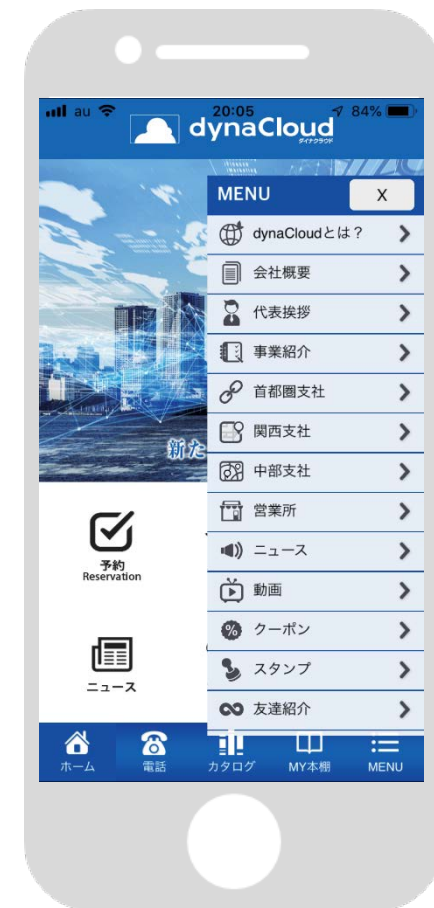 au 20:05 84%
dynaCloud
ダイナクラウド
MENU X
dynaCloudとは？
会社概要
代表挨拶
事業紹介
首都圏支社
関西支社
新た
中部支社
営業所
予約
Reservation
ニュース
動画
クーポン
スタンプ
ニュース
友達紹介
ホーム 電話 カタログ MY本棚 MENU